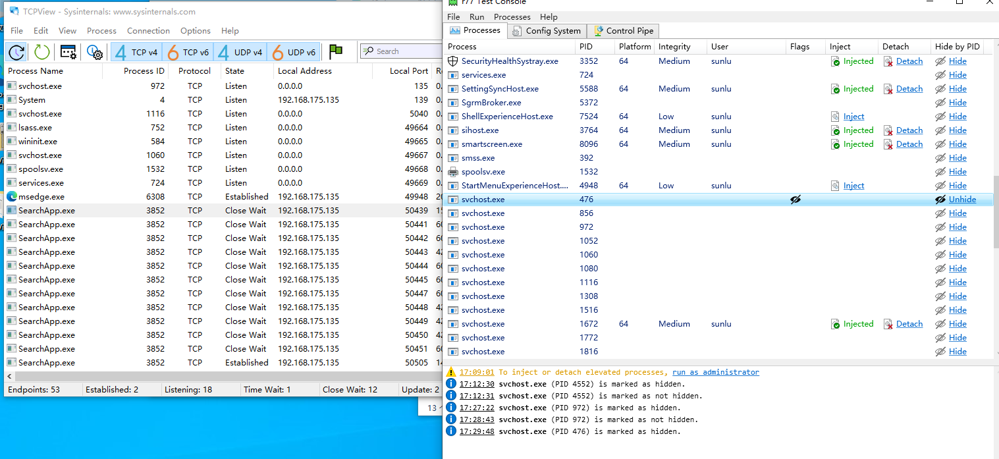 TCPView - Sysinternals: www.sysinternals.com
File Edit View Process Connection Options Help
4 TCP v4 6 TCP v6 4 UDP v4 6 UDP v6 Search
Process Name Process ID Protocol State Local Address Local Port
svchost.exe 972 TCP Listen 0.0.0.0 135 0.
System 4 TCP Listen 192.168.175.135 139 0.
svchost.exe 1116 TCP Listen 0.0.0.0 5040 0.
lsass.exe 752 TCP Listen 0.0.0.0 49664 0.
wininit.exe 584 TCP Listen 0.0.0.0 49665 0.
svchost.exe 1060 TCP Listen 0.0.0.0 49667 0.
spoolsv.exe 1532 TCP Listen 0.0.0.0 49668 0.
services.exe 724 TCP Listen 0.0.0.0 49669 0.
msedge.exe 6308 TCP Established 192.168.175.135 49948 20
SearchApp.exe 3852 TCP Close Wait 192.168.175.135 50439 15
SearchApp.exe 3852 TCP Close Wait 192.168.175.135 50441 60
SearchApp.exe 3852 TCP Close Wait 192.168.175.135 50442 60
SearchApp.exe 3852 TCP Close Wait 192.168.175.135 50443 42
SearchApp.exe 3852 TCP Close Wait 192.168.175.135 50444 60
SearchApp.exe 3852 TCP Close Wait 192.168.175.135 50445 60
SearchApp.exe 3852 TCP Close Wait 192.168.175.135 50447 60
SearchApp.exe 3852 TCP Close Wait 192.168.175.135 50448 42
SearchApp.exe 3852 TCP Close Wait 192.168.175.135 50449 42
SearchApp.exe 3852 TCP Close Wait 192.168.175.135 50450 42
SearchApp.exe 3852 TCP Close Wait 192.168.175.135 50451 60
SearchApp.exe 3852 TCP Established 192.168.175.135 50505 14
Endpoints: 53 Established: 2 Listening: 18 Time Wait: 1 Close Wait: 12 Update: 2
13
r77 Test Console
File Run Processes Help
Processes Config System Control Pipe
Process PID Platform Integrity User Flags Inject Detach Hide by PID
SecurityHealthSystray.exe 3352 64 Medium sunlu Injected Detach Hide
services.exe 724 Hide
SettingSyncHost.exe 5588 64 Medium sunlu Injected Detach Hide
SgrmBroker.exe 5372 Hide
ShellExperienceHost.exe 7524 64 Low sunlu Inject Hide
sihost.exe 3764 64 Medium sunlu Injected Detach Hide
smartscreen.exe 8096 64 Medium sunlu Injected Detach Hide
smss.exe 392 Hide
spoolsv.exe 1532 Hide
StartMenuExperienceHost.... 4948 64 Low sunlu Inject Hide
svchost.exe 476 Unhide
svchost.exe 856 Hide
svchost.exe 972 Hide
svchost.exe 1052 Hide
svchost.exe 1060 Hide
svchost.exe 1080 Hide
svchost.exe 1116 Hide
svchost.exe 1308 Hide
svchost.exe 1516 Hide
svchost.exe 1672 64 Medium sunlu Injected Detach Hide
svchost.exe 1772 Hide
svchost.exe 1816 Hide
17:09:01 To inject or detach elevated processes, run as administrator
17:12:30 svchost.exe (PID 4552) is marked as hidden.
17:12:31 svchost.exe (PID 4552) is marked as not hidden.
17:27:22 svchost.exe (PID 972) is marked as hidden.
17:28:43 svchost.exe (PID 972) is marked as not hidden.
17:29:48 svchost.exe (PID 476) is marked as hidden.